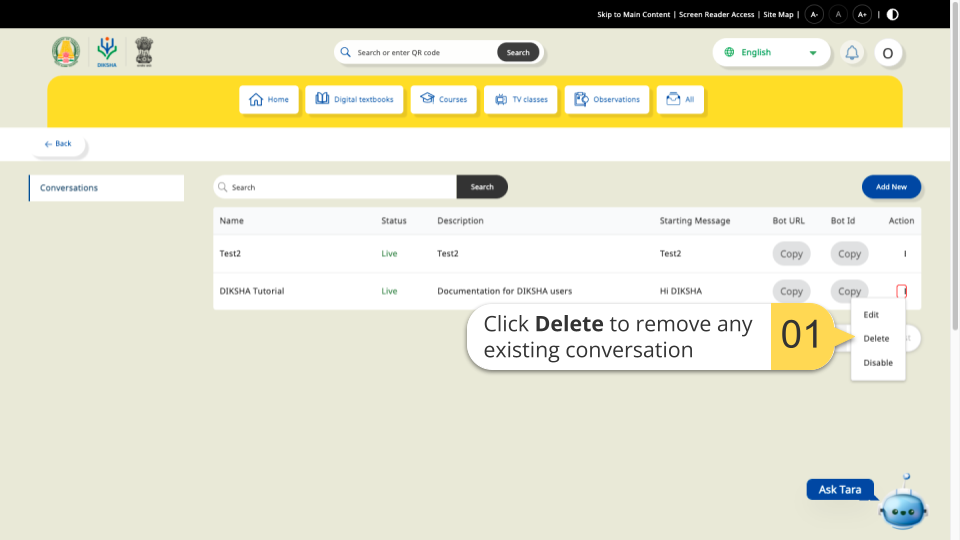 Skip to Main Content | Screen Reader Access | Site Map | A- A A+ |
DIKSHA
Search or enter QR code Search
English
O
Home Digital textbooks Courses TV classes Observations All
← Back
Conversations
Search Search
Add New
Name Status Description Starting Message Bot URL Bot Id Action
Test2 Live Test2 Test2 Copy Copy
DIKSHA Tutorial Live Documentation for DIKSHA users Hi DIKSHA Copy Copy
Click Delete to remove any
existing conversation
01
Edit
Delete
Disable
Ask Tara